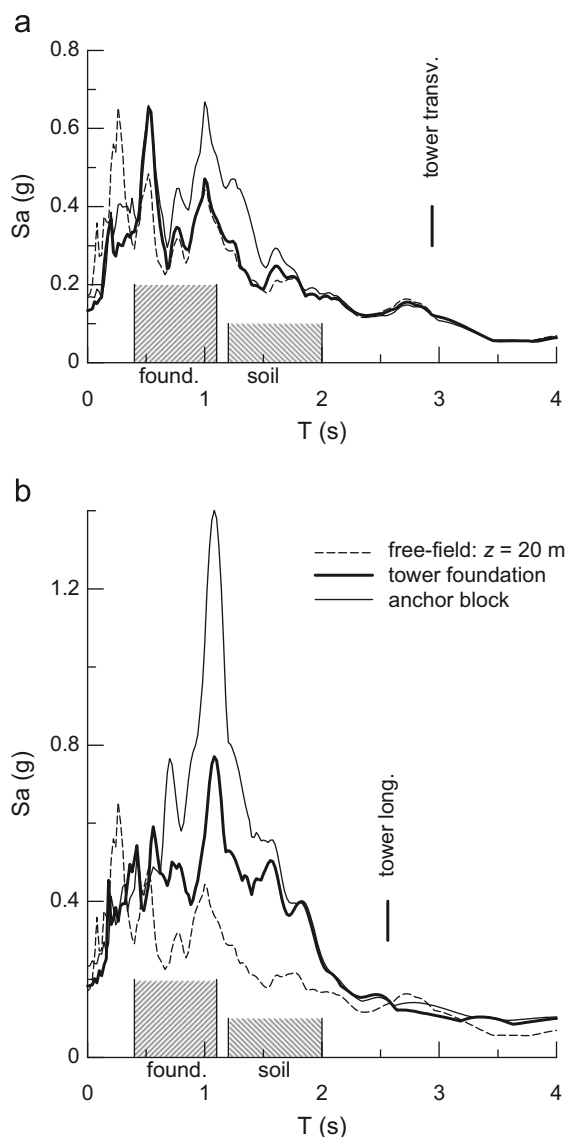 a
0.8
0.6
0.4
0.2
0
Sa (g)
tower transv.
found.
soil
0
1
2
3
4
T (s)
b
1.2
0.8
0.4
0
Sa (g)
free-field: z = 20 m
tower foundation
anchor block
tower long.
found.
soil
0
1
2
3
4
T (s)